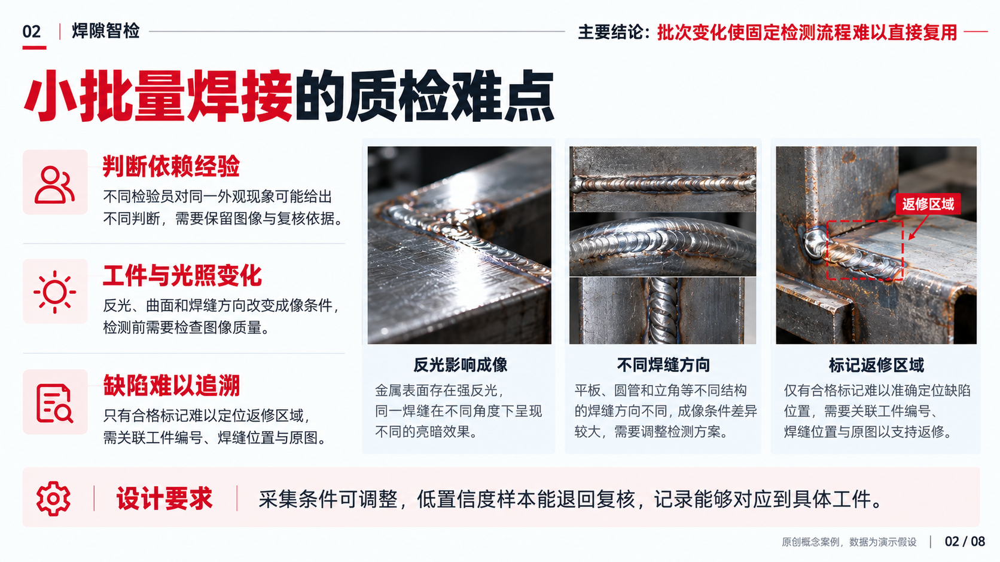 02
焊隙智检
主要结论：批次变化使固定检测流程难以直接复用
小批量焊接的质检难点
判断依赖经验
不同检验员对同一外观现象可能给出
不同判断，需要保留图像与复核依据。
工件与光照变化
反光、曲面和焊缝方向改变成像条件，
检测前需要检查图像质量。
缺陷难以追溯
只有合格标记难以定位返修区域，
需关联工件编号、焊缝位置与原图。
反光影响成像
金属表面存在强反光，
同一焊缝在不同角度下呈现
不同的亮暗效果。
不同焊缝方向
平板、圆管和立角等不同结构
的焊缝方向不同，成像条件差异
较大，需要调整检测方案。
返修区域
标记返修区域
仅有合格标记难以准确定位缺陷
位置，需要关联工件编号、
焊缝位置与原图以支持返修。
设计要求
采集条件可调整，低置信度样本能退回复核，记录能够对应到具体工件。
原创概念案例，数据为演示假设
02 / 08